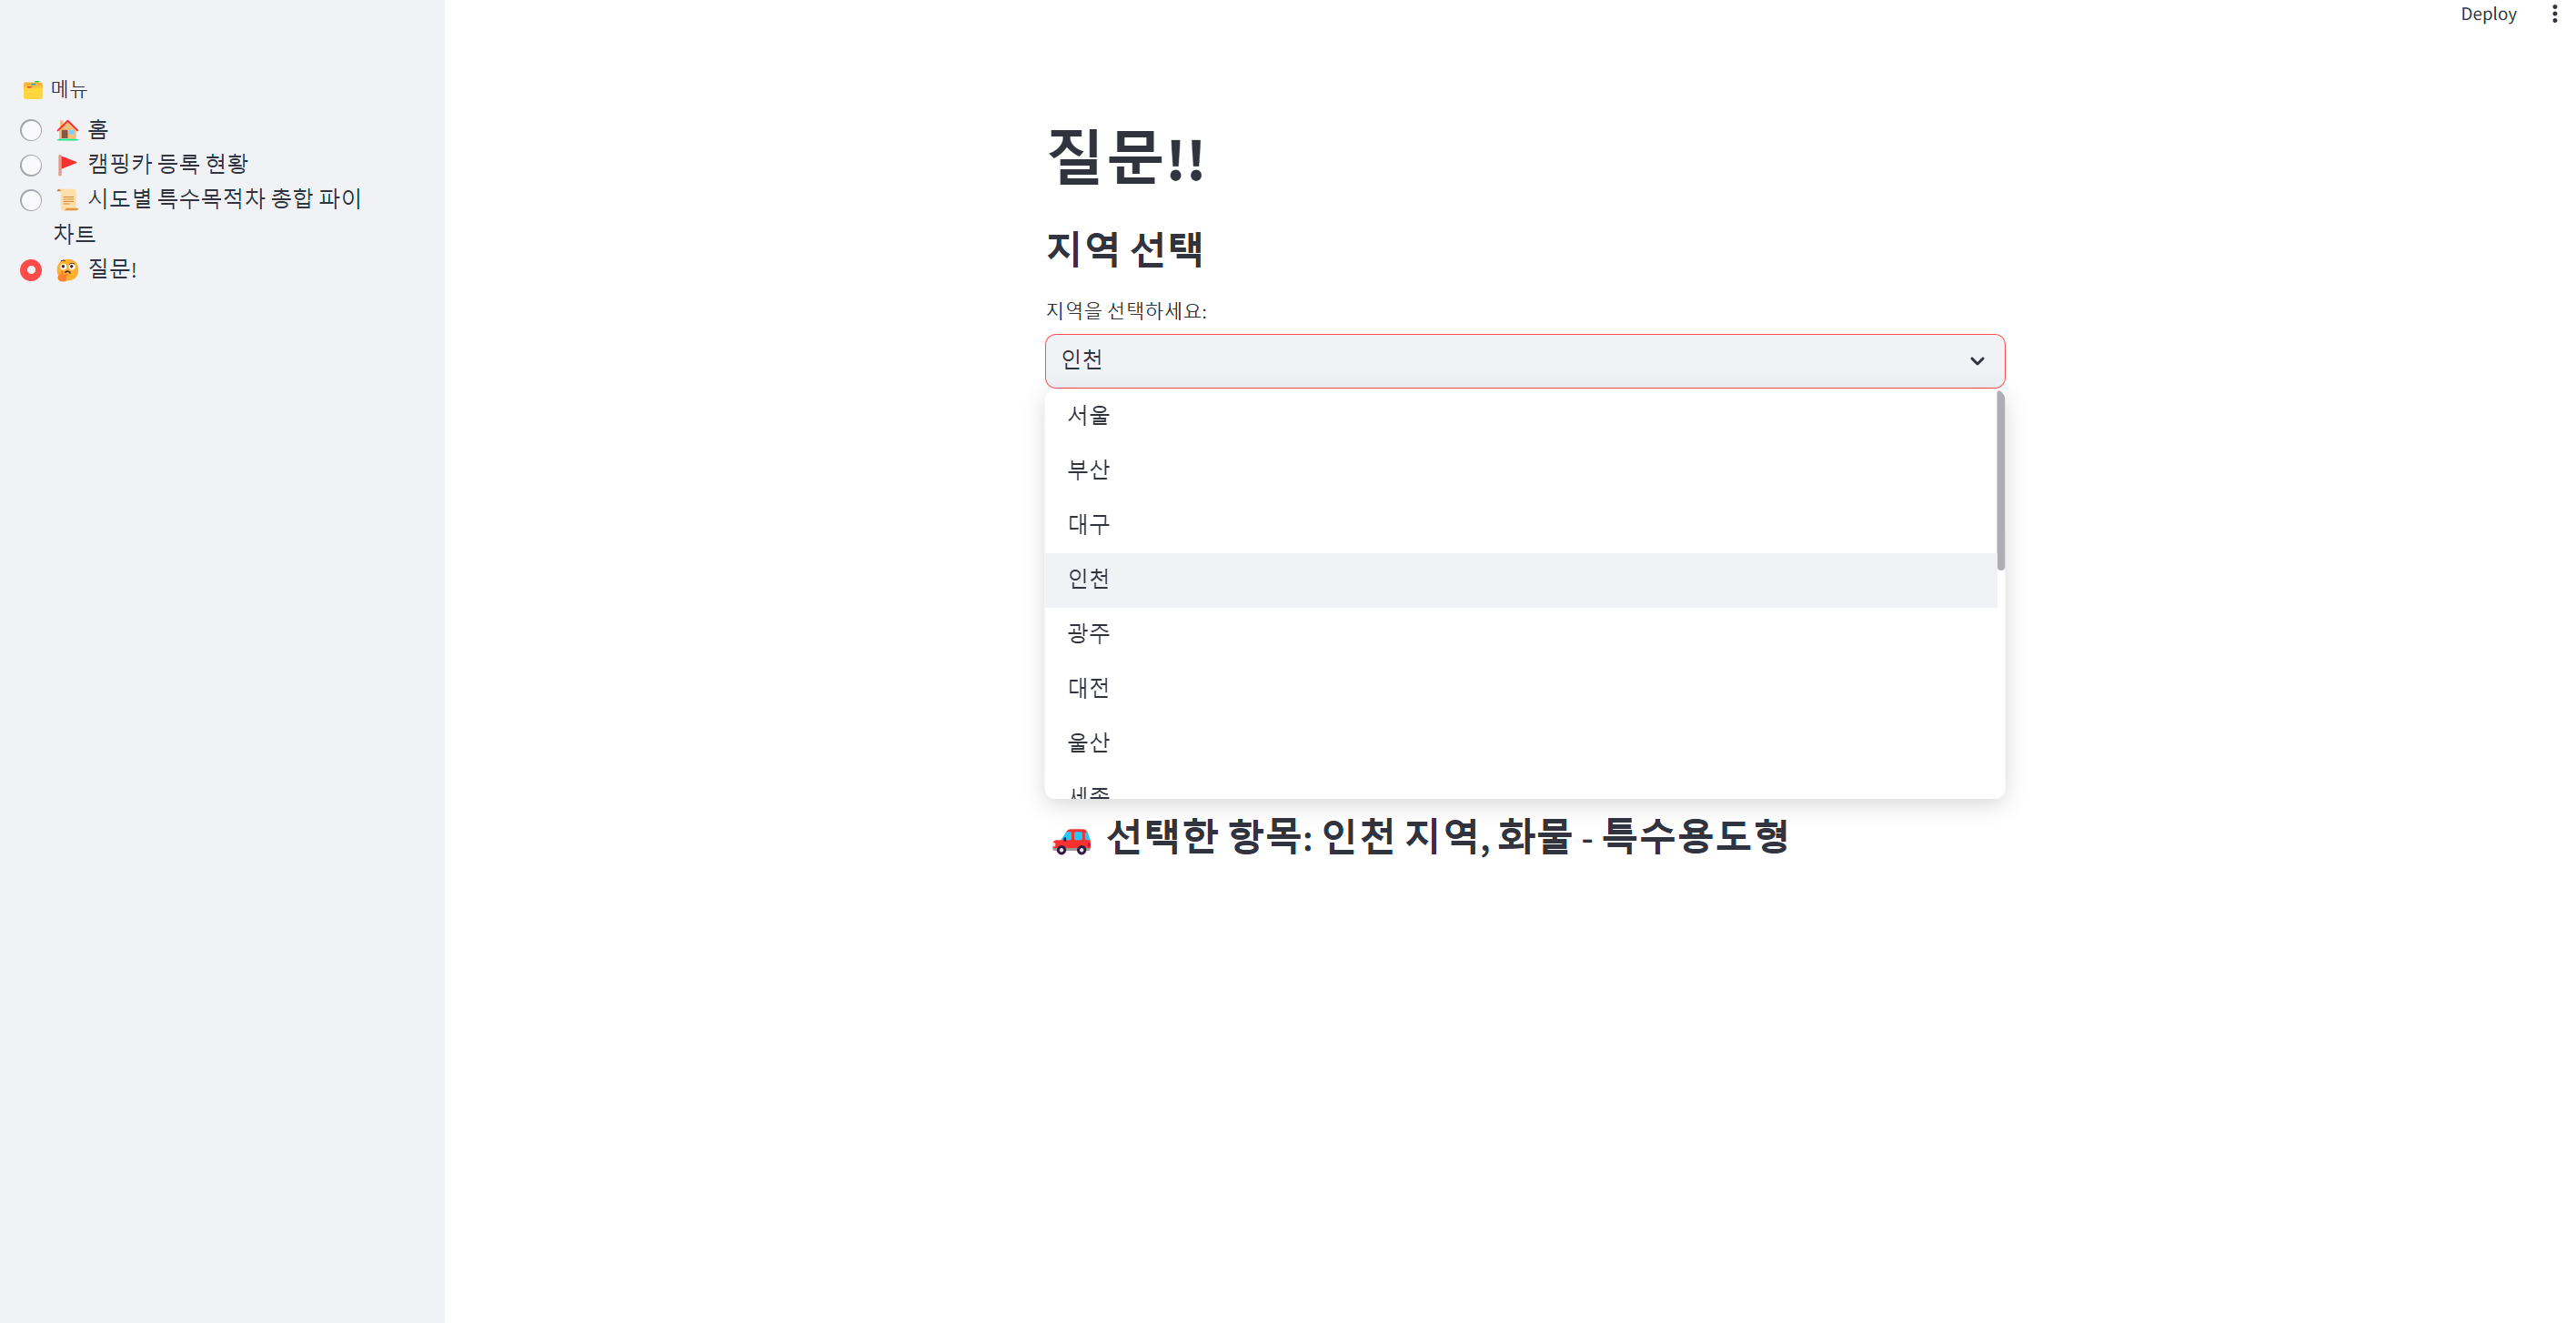 Deploy
🗂️ 메뉴
🏠 홈
🚩 캠핑카 등록 현황
📜 시도별 특수목적차 총합 파이
차트
🤔 질문!
질문!!
지역 선택
지역을 선택하세요:
인천
서울
부산
대구
인천
광주
대전
울산
세종
🚗 선택한 항목: 인천 지역, 화물 - 특수용도형